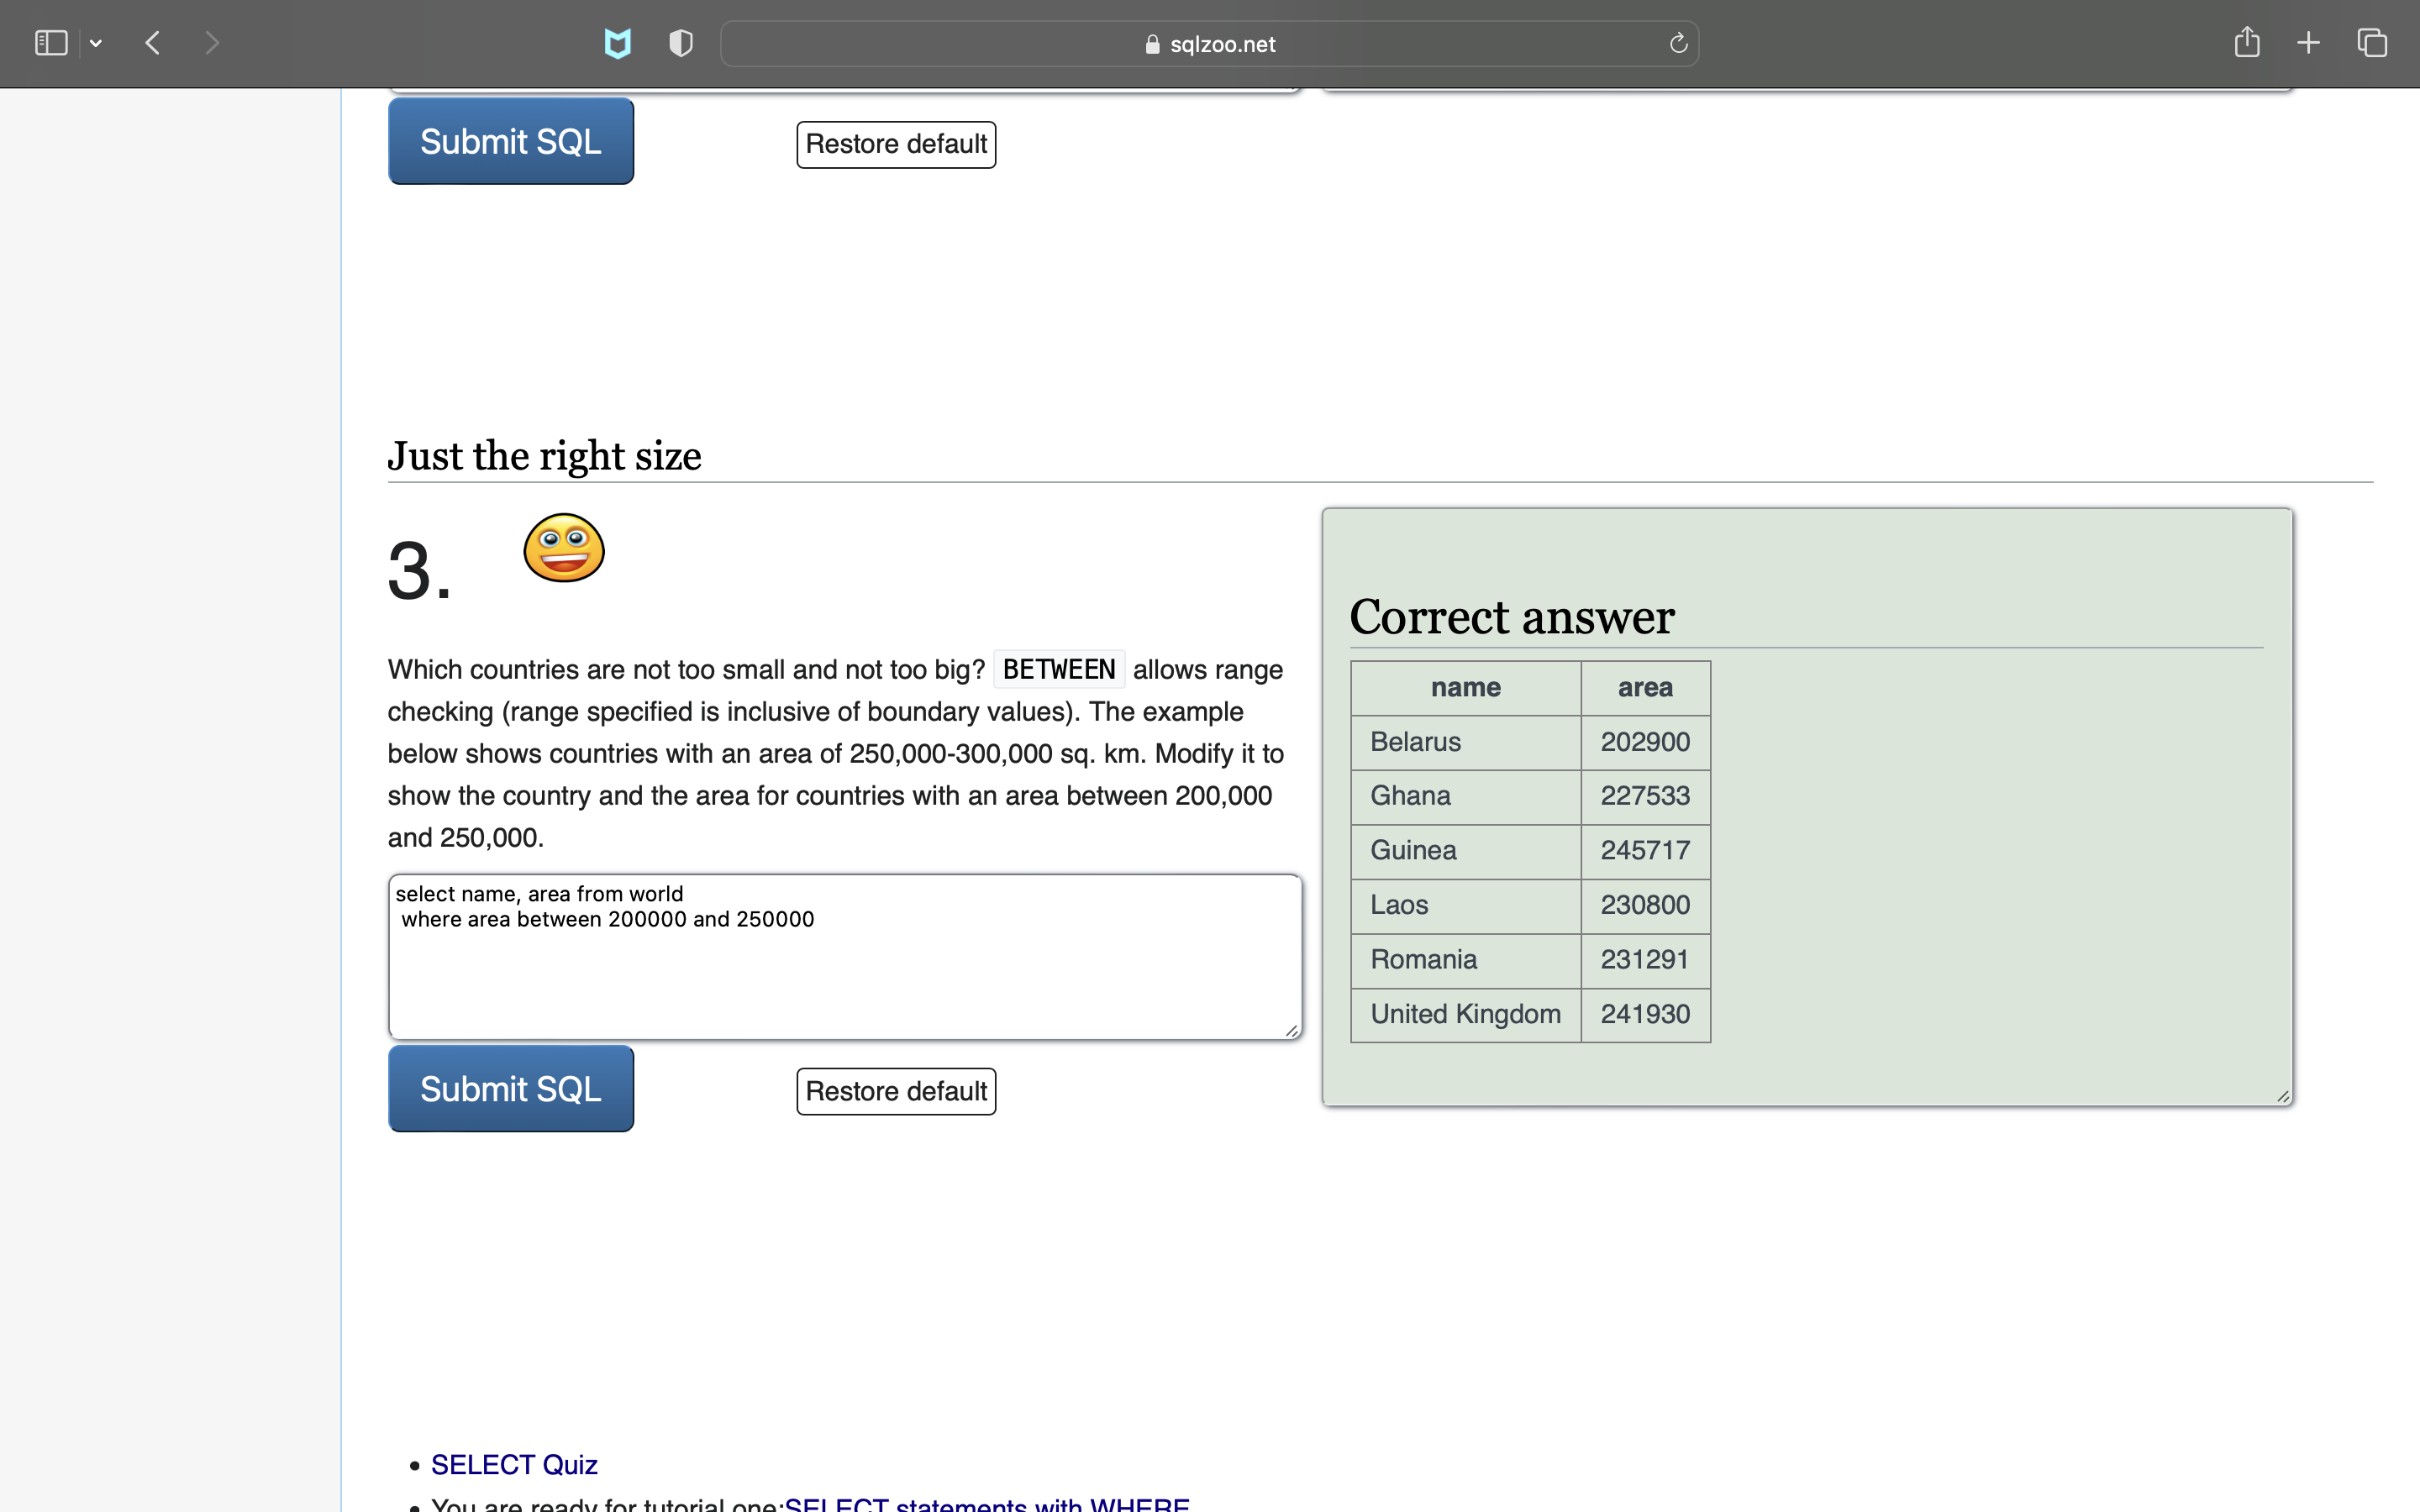 sqlzoo.net
Submit SQL
Restore default
Just the right size
3.
Which countries are not too small and not too big? BETWEEN allows range
checking (range specified is inclusive of boundary values). The example
below shows countries with an area of 250,000-300,000 sq. km. Modify it to
show the country and the area for countries with an area between 200,000
and 250,000.
select name, area from world
where area between 200000 and 250000
Submit SQL
Restore default
Correct answer
name area
Belarus 202900
Ghana 227533
Guinea 245717
Laos 230800
Romania 231291
United Kingdom 241930
SELECT Quiz
You are ready for tutorial one:SELECT statements with WHERE